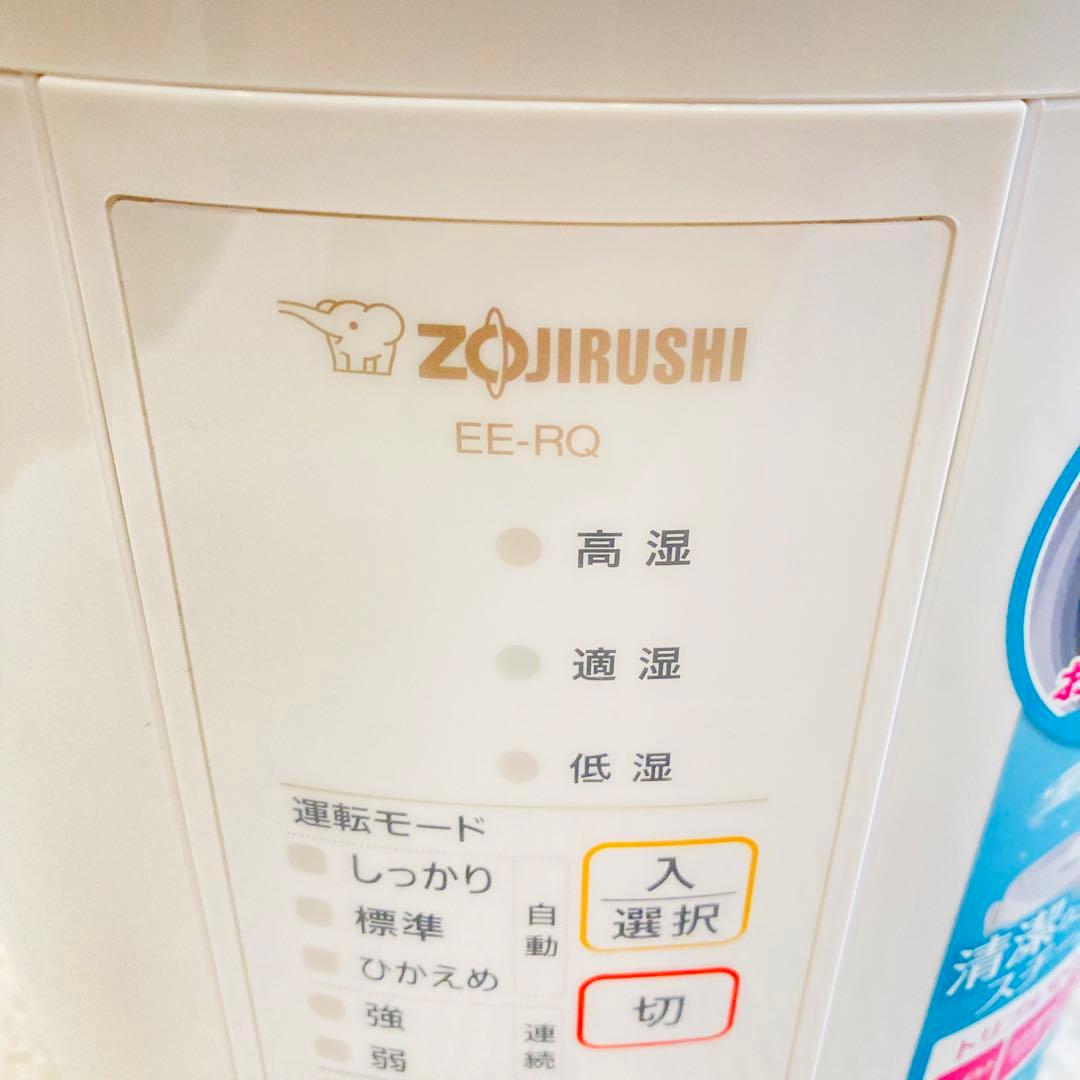 ZOJIRUSHI
EE-RQ
高湿
適湿
低湿
運転モード
しっかり
標準
ひかえめ
自動
強
弱
連続
入
選択
切
清潔